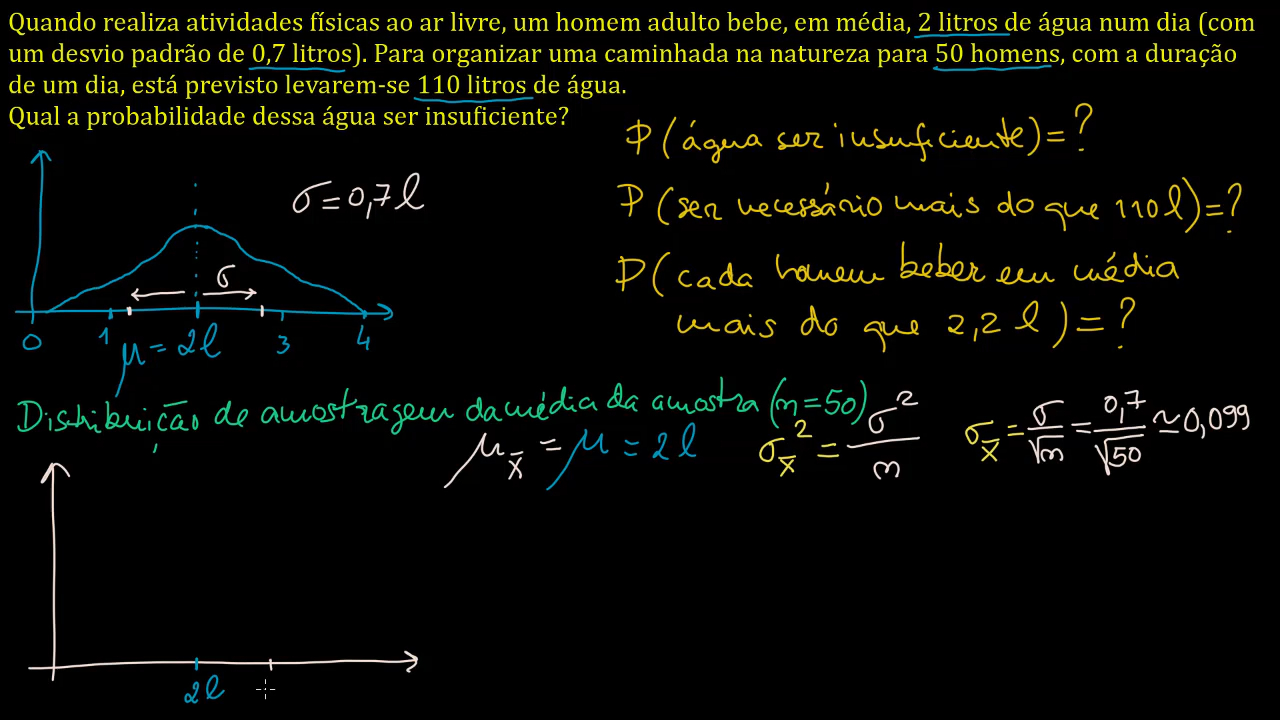 Quando realiza atividades físicas ao ar livre, um homem adulto bebe, em média, 2 litros de água num dia (com
um desvio padrão de 0,7 litros). Para organizar uma caminhada na natureza para 50 homens, com a duração
de um dia, está previsto levarem-se 110 litros de água.
Qual a probabilidade dessa água ser insuficiente?
P (água ser insuficiente) = ?
σ = 0,7 l
P (ser necessário mais do que 110 l) = ?
P (cada homem beber em média
mais do que 2,2 l) = ?
σ
0 1 μ = 2l 3 4
Distribuição de amostragem da média da amostra (n=50)
μ_x̄ = μ = 2 l
σ_x̄² = σ²/n
σ_x̄ = σ/√n = 0,7/√50 ≃ 0,099
2l